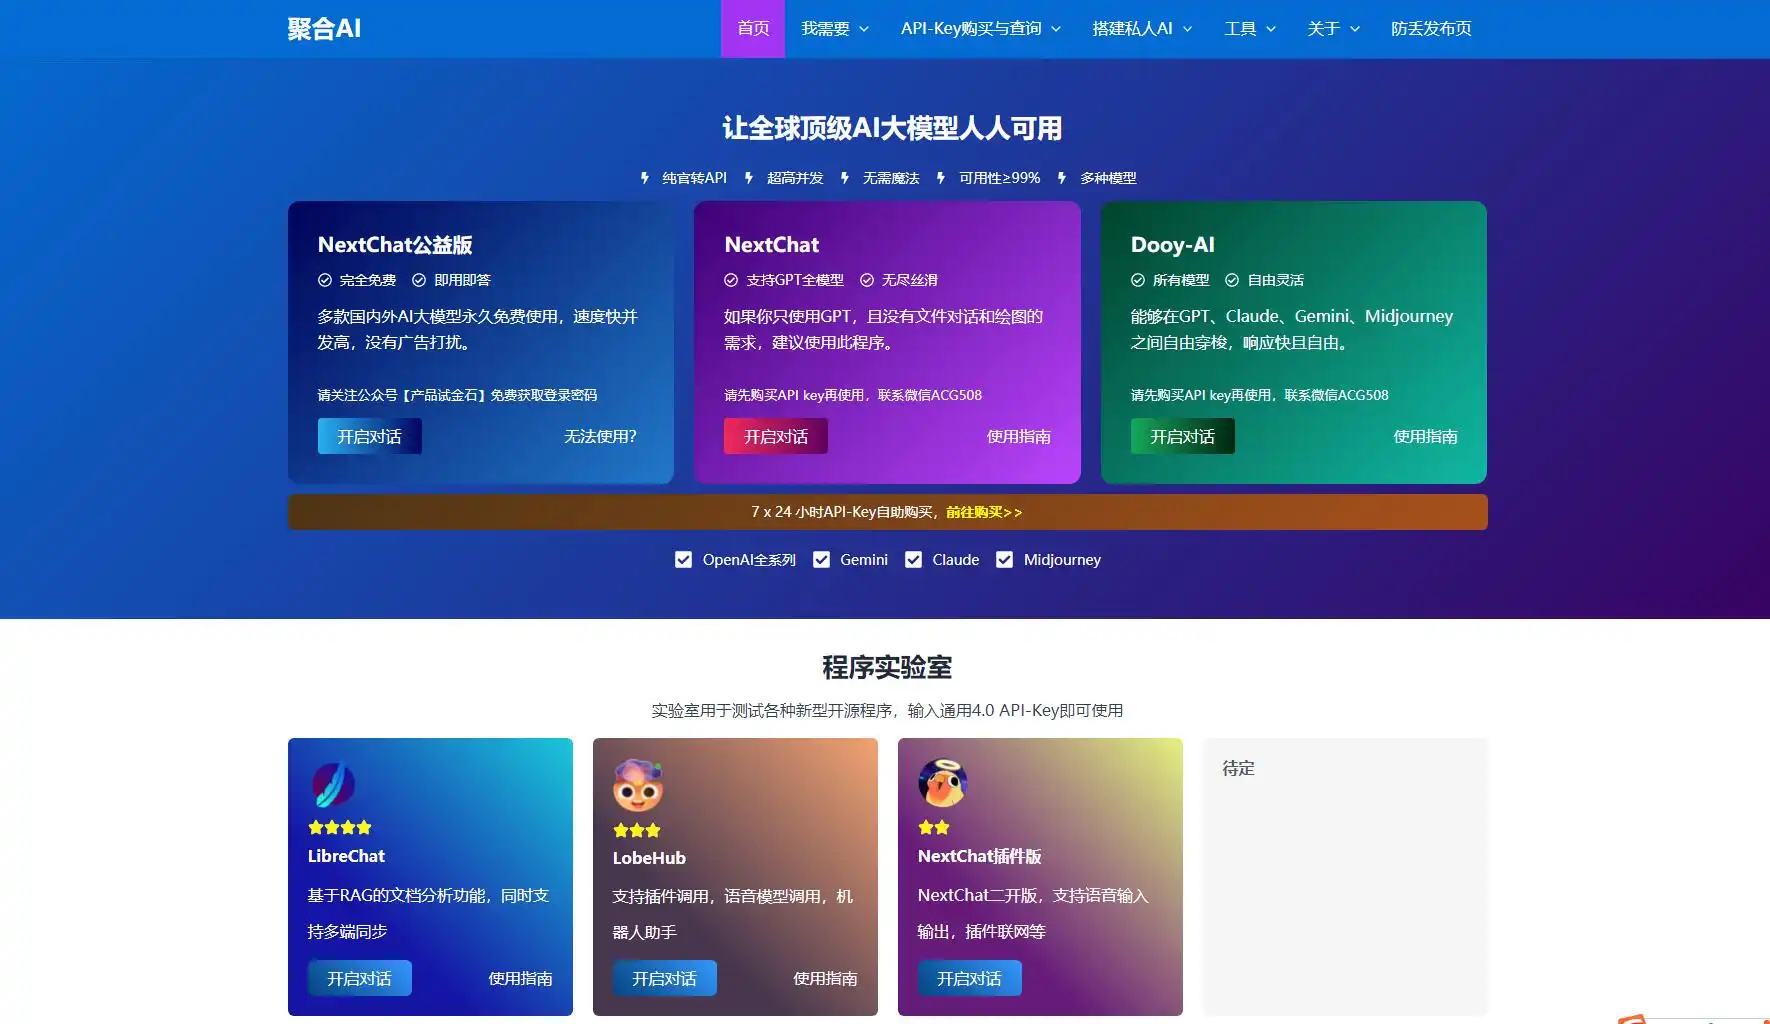 聚合AI
首页 我需要 API-Key购买与查询 搭建私人AI 工具 关于 防丢发布页
让全球顶级AI大模型人人可用
纯官转API 超高并发 无需魔法 可用性≥99% 多种模型
NextChat公益版
完全免费 即用即答
多款国内外AI大模型永久免费使用，速度快并
发高，没有广告打扰。
请关注公众号【产品试金石】免费获取登录密码
开启对话 无法使用?
NextChat
支持GPT全模型 无尽丝滑
如果你只使用GPT，且没有文件对话和绘图的
需求，建议使用此程序。
请先购买API key再使用，联系微信ACG508
开启对话 使用指南
Dooy-AI
所有模型 自由灵活
能够在GPT、Claude、Gemini、Midjourney
之间自由穿梭，响应快且自由。
请先购买API key再使用，联系微信ACG508
开启对话 使用指南
7 x 24 小时API-Key自助购买，前往购买>>
OpenAI全系列 Gemini Claude Midjourney
程序实验室
实验室用于测试各种新型开源程序，输入通用4.0 API-Key即可使用
LibreChat
基于RAG的文档分析功能，同时支
持多端同步
开启对话 使用指南
LobeHub
支持插件调用，语音模型调用，机
器人助手
开启对话 使用指南
NextChat插件版
NextChat二开版，支持语音输入
输出，插件联网等
开启对话
待定